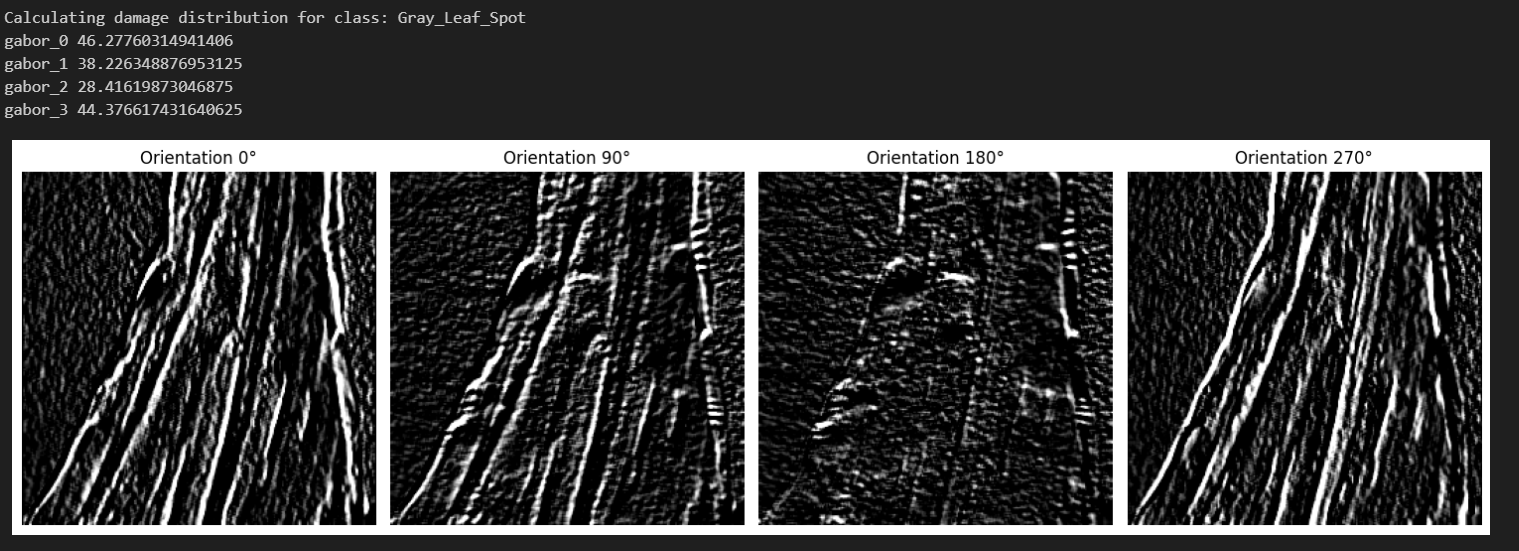 Calculating damage distribution for class: Gray_Leaf_Spot
gabor_0 46.27760314941406
gabor_1 38.226348876953125
gabor_2 28.41619873046875
gabor_3 44.376617431640625
Orientation 0° Orientation 90° Orientation 180° Orientation 270°